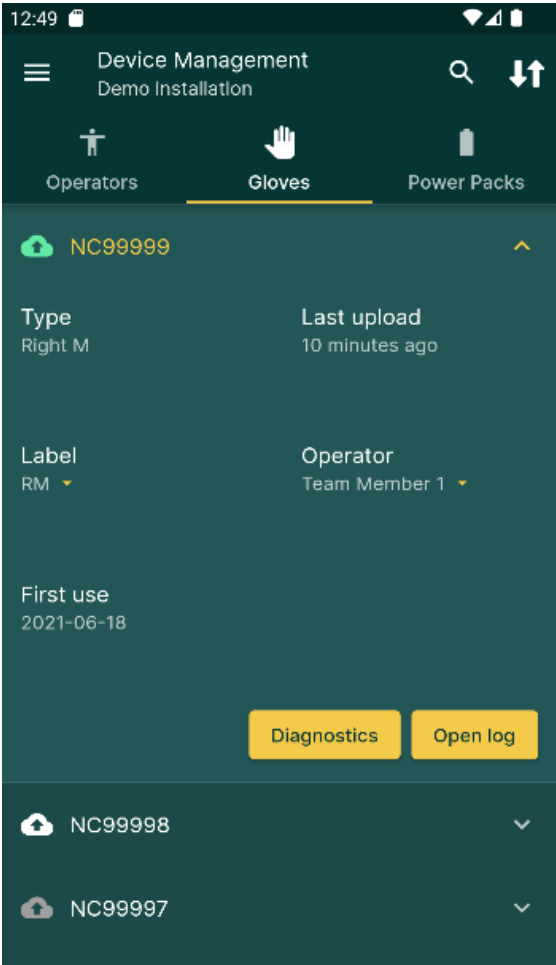 12:49
Device Management
Demo Installation
Operators
Gloves
Power Packs
NC99999
Type
Last upload
Right M
10 minutes ago
Label
Operator
RM
Team Member 1
First use
2021-06-18
Diagnostics
Open log
NC99998
NC99997